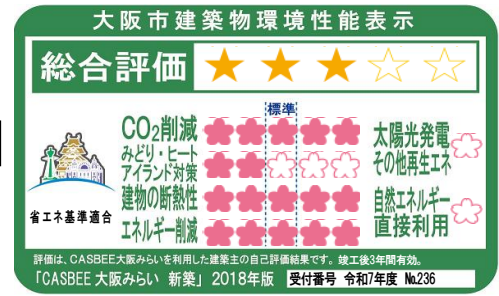 大阪市建築物環境性能表示
総合評価 ★ ★ ★ ☆ ☆
標準
CO₂削減
みどり・ヒート
アイランド対策
建物の断熱性
エネルギー削減
太陽光発電
その他再生エネ
自然エネルギー
直接利用
省エネ基準適合
評価は、CASBEE大阪みらいを利用した建築主の自己評価結果です。竣工後3年間有効。
「CASBEE大阪みらい 新築」2018年版 受付番号 令和7年度 No.236